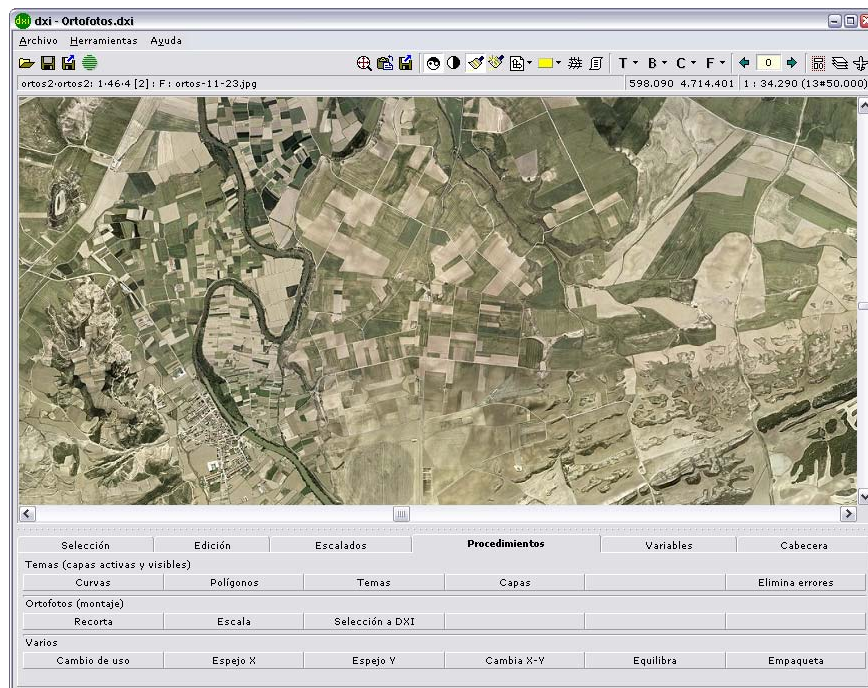 dxi dxi - Ortofotos.dxi
Archivo Herramientas Ayuda
T B C F 0
ortos2·ortos2: 1·46·4 [2] : F : ortos-11-23.jpg 598.090 4.714.401 1 : 34.290 (13#50.000)
Selección Edición Escalados Procedimientos Variables Cabecera
Temas (capas activas y visibles)
Curvas Polígonos Temas Capas Elimina errores
Ortofotos (montaje)
Recorta Escala Selección a DXI
Varios
Cambio de uso Espejo X Espejo Y Cambia X-Y Equilibra Empaqueta